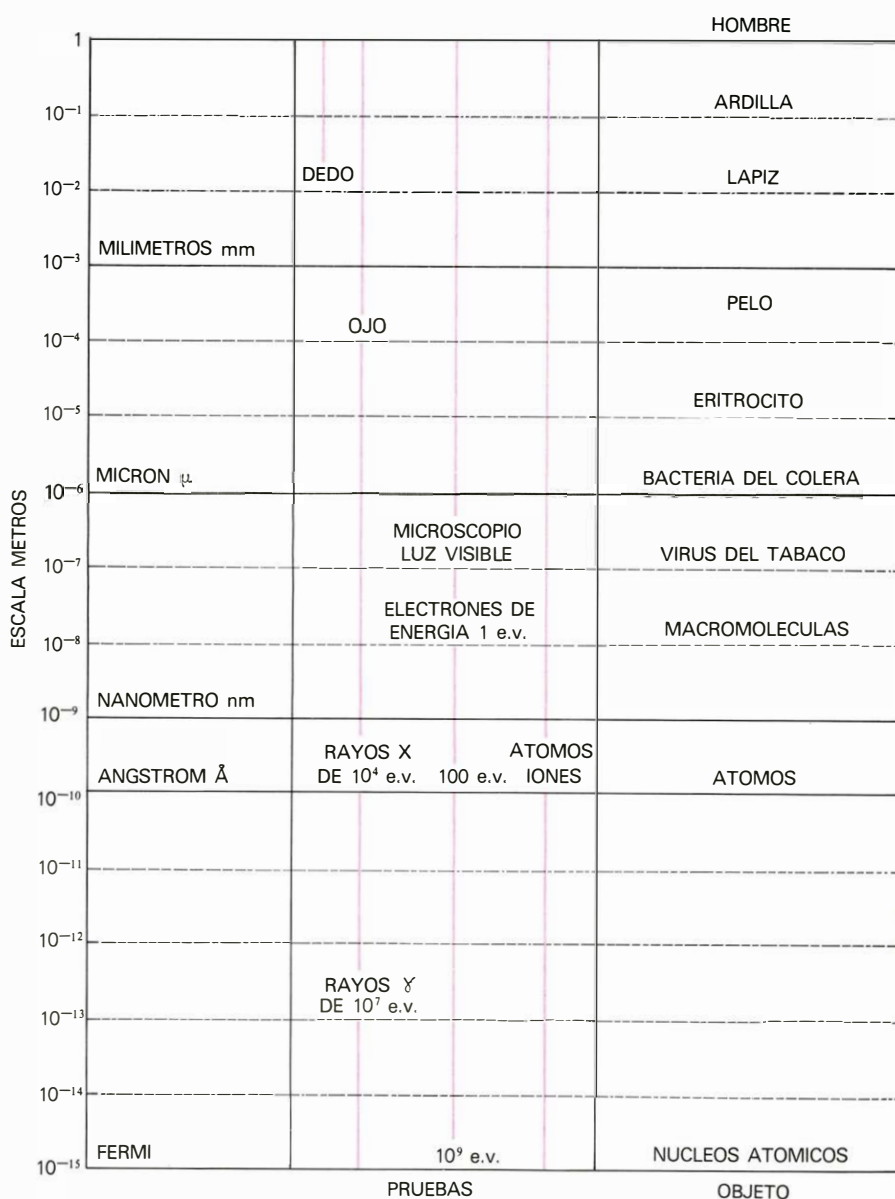 HOMBRE
1
ARDILLA
10⁻¹
DEDO
LAPIZ
10⁻²
MILIMETROS mm
10⁻³
PELO
OJO
10⁻⁴
ERITROCITO
10⁻⁵
MICRON μ
BACTERIA DEL COLERA
10⁻⁶
MICROSCOPIO
LUZ VISIBLE
VIRUS DEL TABACO
10⁻⁷
ELECTRONES DE
ENERGIA 1 e.v.
MACROMOLECULAS
10⁻⁸
NANOMETRO nm
10⁻⁹
RAYOS X
DE 10⁴ e.v.
100 e.v.
ATOMOS
IONES
ANGSTROM Å
ATOMOS
10⁻¹⁰
10⁻¹¹
10⁻¹²
RAYOS γ
DE 10⁷ e.v.
10⁻¹³
10⁻¹⁴
FERMI
10⁹ e.v.
NUCLEOS ATOMICOS
10⁻¹⁵
PRUEBAS
OBJETO
ESCALA METROS